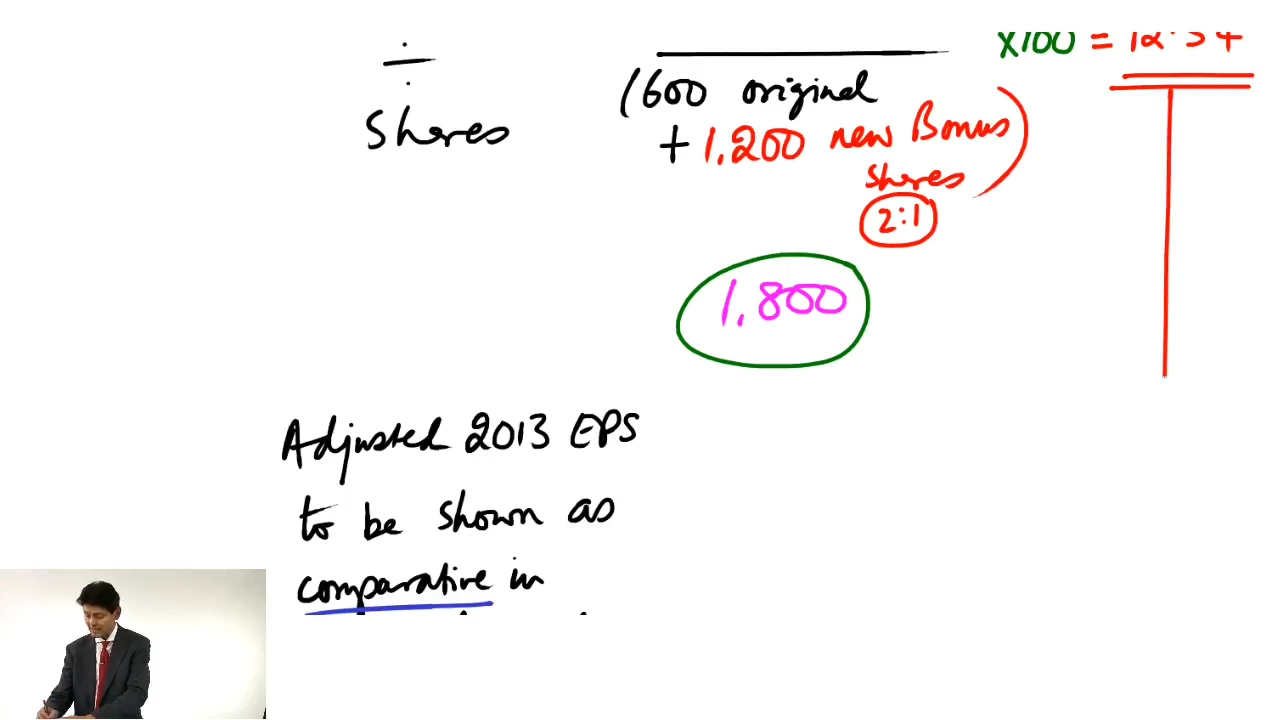 ÷
Shares
(600 original
+ 1,200 new Bonus
shares)
2:1
1,800
x100 =
Adjusted 2013 EPS
to be shown as
comparative in